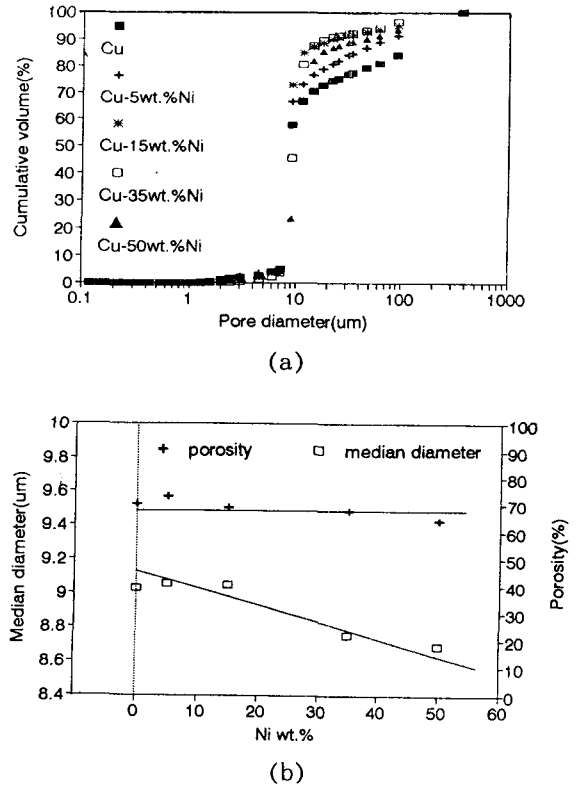 100
90
80
70
60
50
40
30
20
10
0
Cumulative volume(%)
Cu
Cu-5wt.%Ni
Cu-15wt.%Ni
Cu-35wt.%Ni
Cu-50wt.%Ni
0.1 1 10 100 1000
Pore diameter(um)
(a)
10
9.8
9.6
9.4
9.2
9
8.8
8.6
8.4
Median diameter(um)
porosity median diameter
100
90
80
70
60
50
40
30
20
10
0
Porosity(%)
0 10 20 30 40 50 60
Ni wt.%
(b)